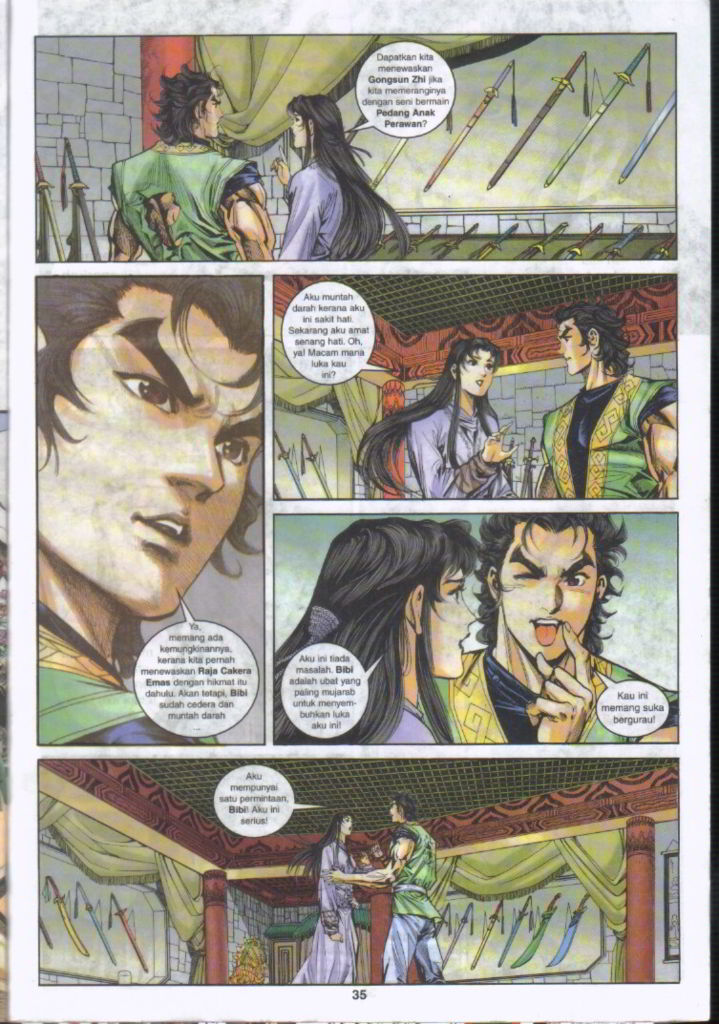 Dapatkan kita
menewaskan
Gongsun Zhi jika
kita memeranginya
dengan seni bermain
Pedang Anak
Perawan?
Aku muntah
darah kerana aku
ini sakit hati.
Sekarang aku amat
senang hati. Oh,
ya! Macam mana
luka kau
ini?
Ya,
memang ada
kemungkinannya,
kerana kita pernah
menewaskan Raja Cakera
Emas dengan hikmat itu
dahulu. Akan tetapi, Bibi
sudah cedera dan
muntah darah
...
Aku ini tiada
masalah. Bibi
adalah ubat yang
paling mujarab
untuk menyem-
buhkan luka
aku ini!
Kau ini
memang suka
bergurau!
Aku
mempunyai
satu permintaan,
Bibi! Aku ini
serius!
35